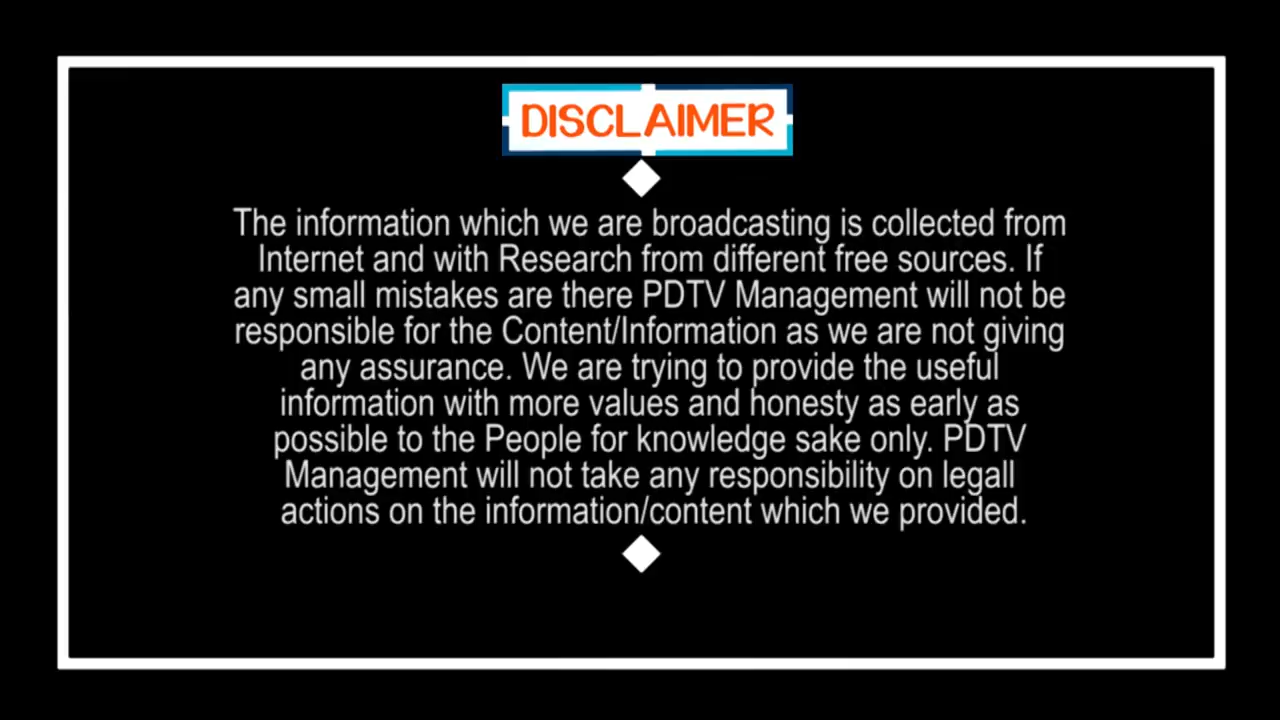 DISCLAIMER
The information which we are broadcasting is collected from
Internet and with Research from different free sources. If
any small mistakes are there PDTV Management will not be
responsible for the Content/Information as we are not giving
any assurance. We are trying to provide the useful
information with more values and honesty as early as
possible to the People for knowledge sake only. PDTV
Management will not take any responsibility on legall
actions on the information/content which we provided.